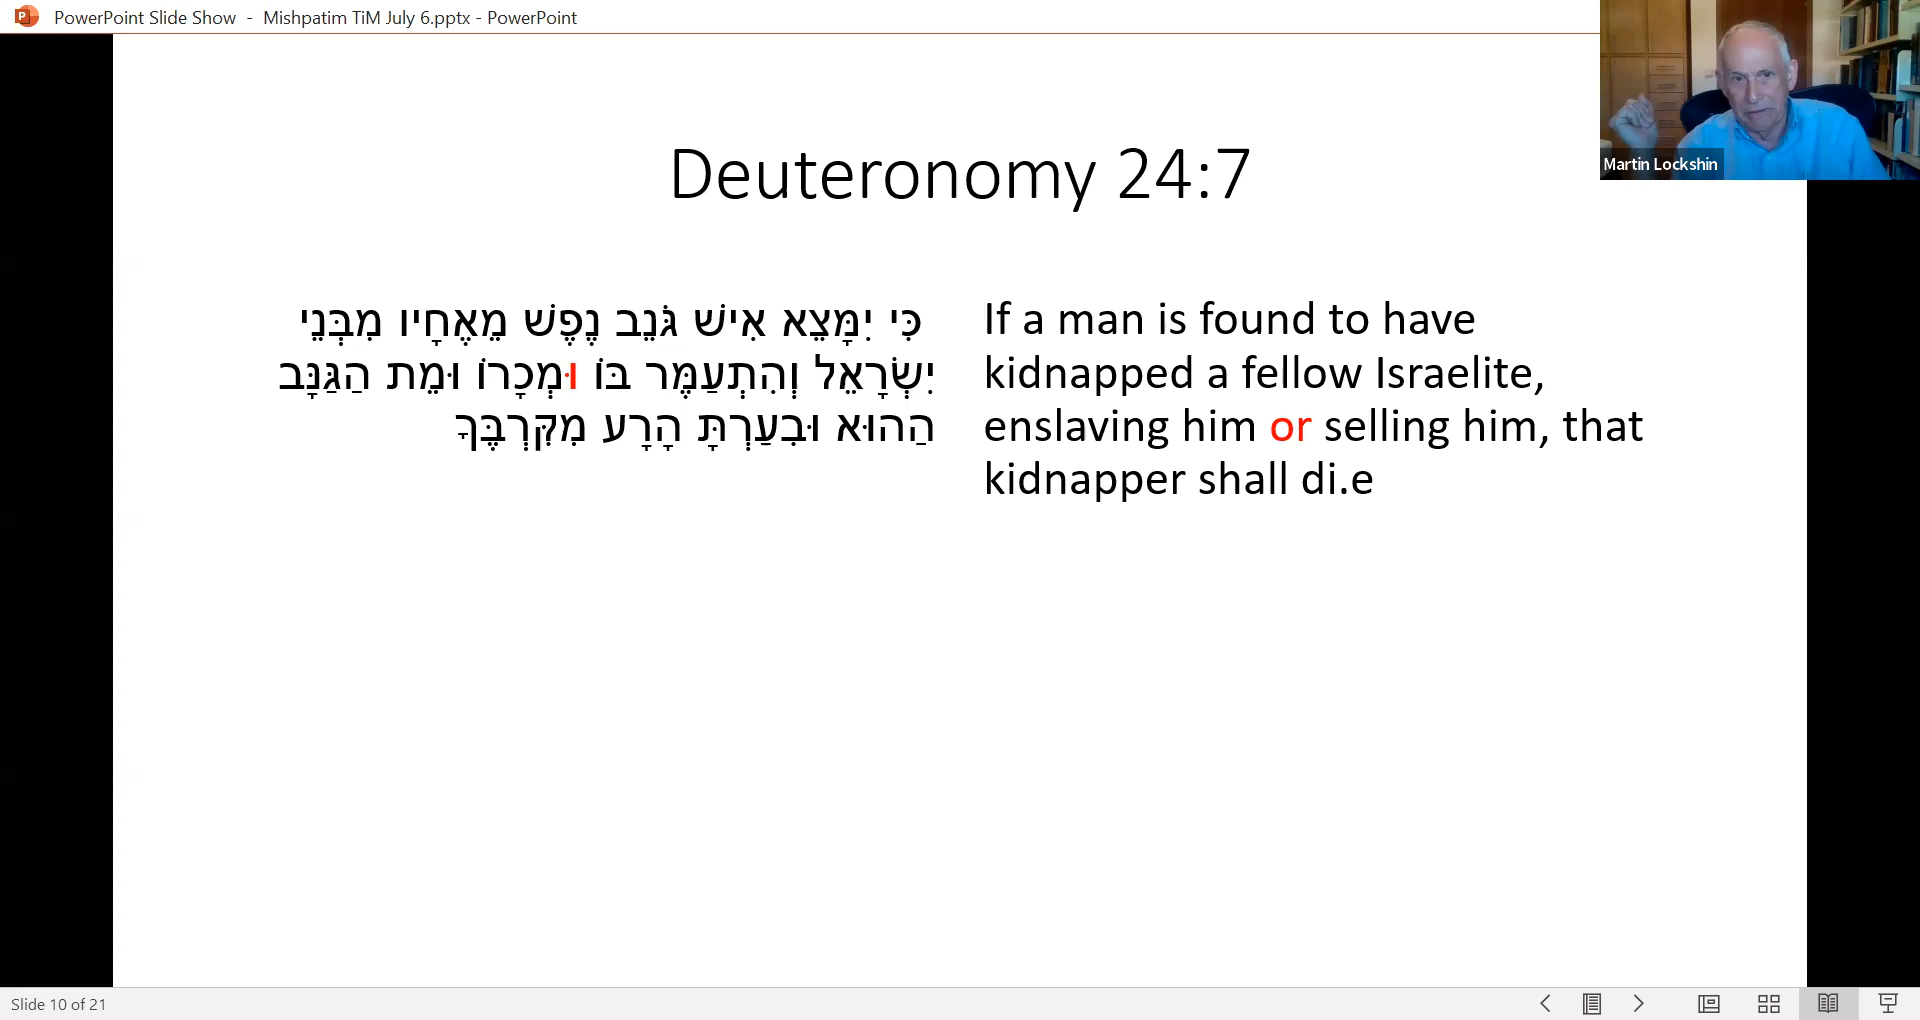 PowerPoint Slide Show - Mishpatim TiM July 6.pptx - PowerPoint
Martin Lockshin
Deuteronomy 24:7
כִּי יִמָּצֵא אִישׁ גֹּנֵב נֶפֶשׁ מֵאֶחָיו מִבְּנֵי
יִשְׂרָאֵל וְהִתְעַמֶּר בּוֹ וּמְכָרוֹ וּמֵת הַגַּנָּב
הַהוּא וּבִעַרְתָּ הָרָע מִקִּרְבֶּךָ
If a man is found to have
kidnapped a fellow Israelite,
enslaving him or selling him, that
kidnapper shall di.e
Slide 10 of 21